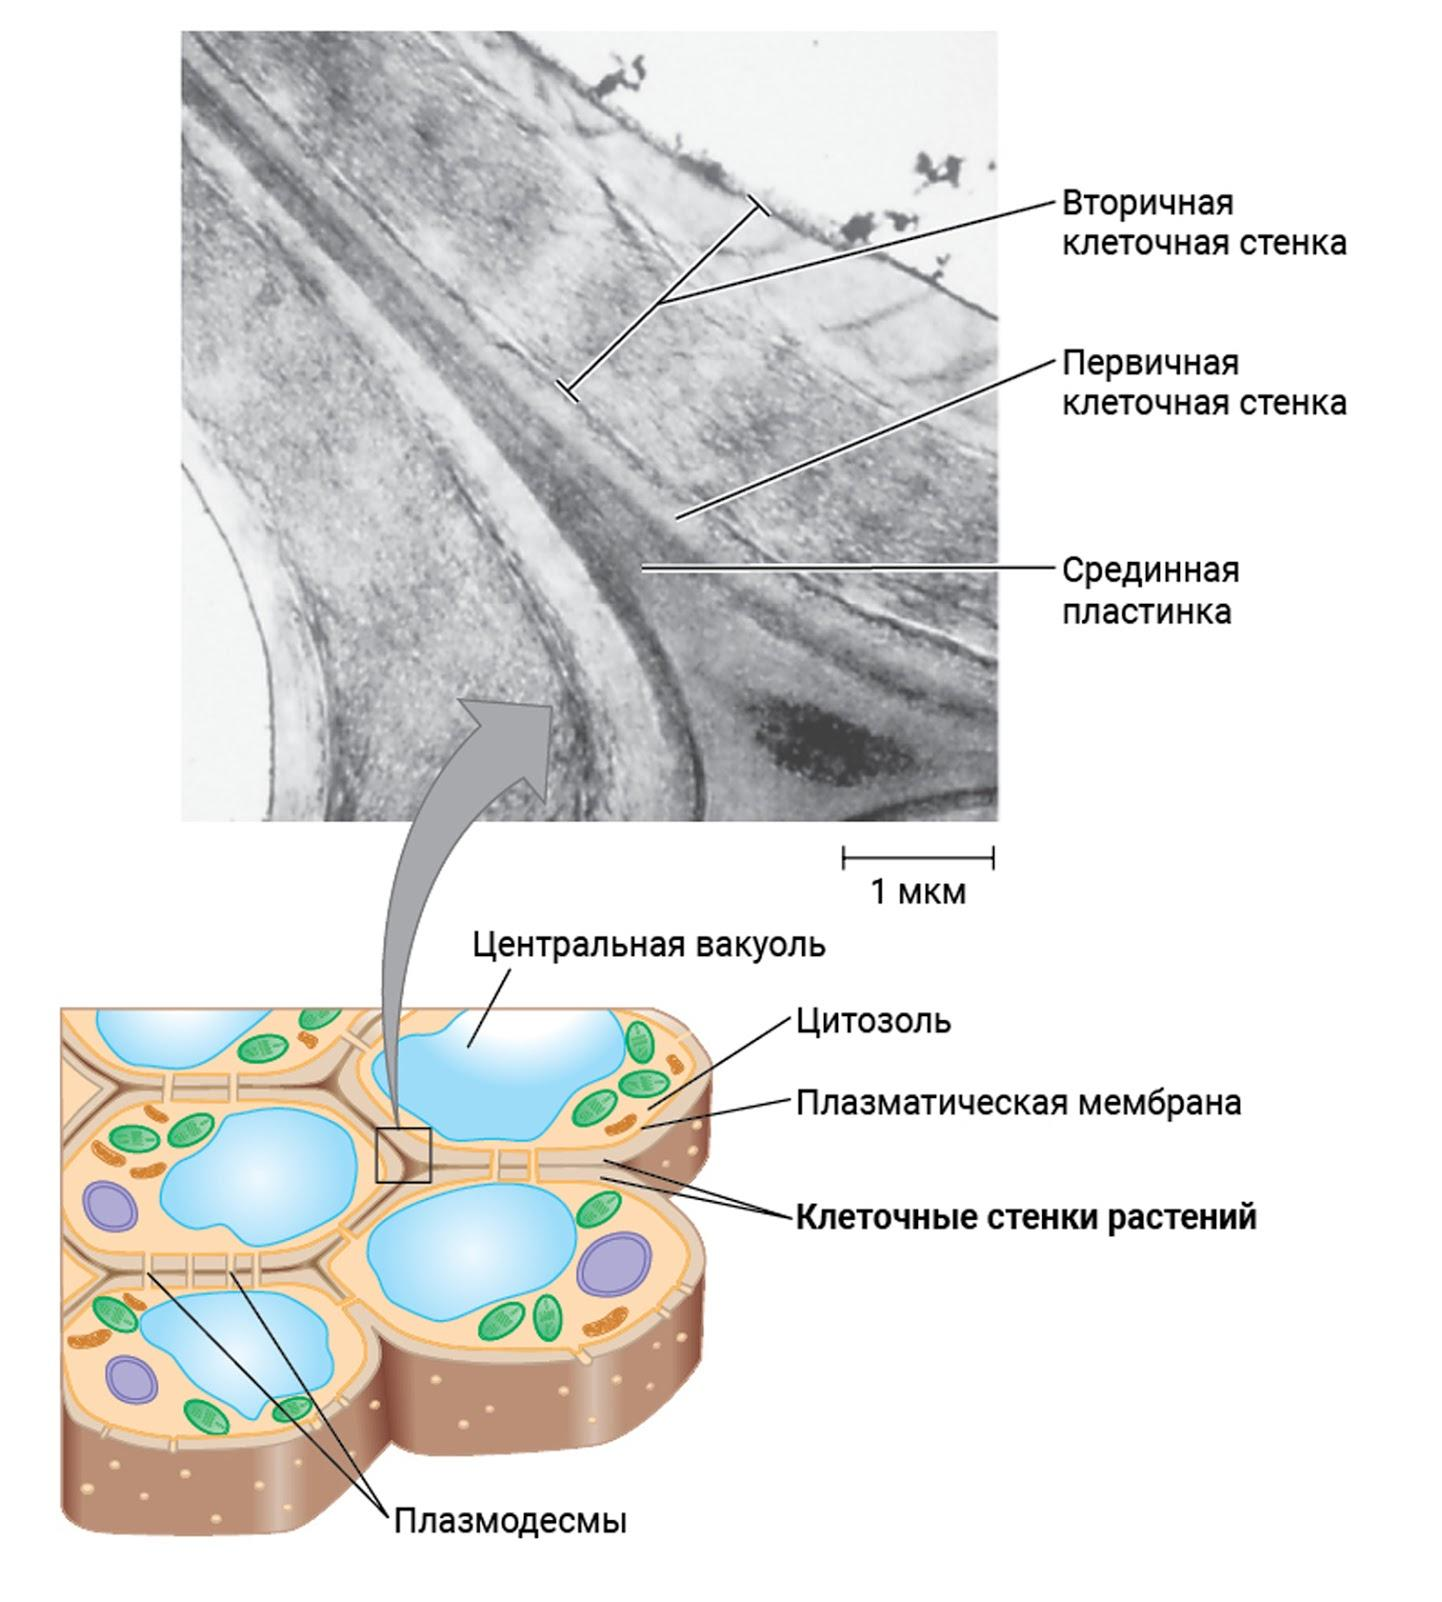 Вторичная
клеточная стенка
Первичная
клеточная стенка
Срединная
пластинка
1 мкм
Центральная вакуоль
Цитозоль
Плазматическая мембрана
Клеточные стенки растений
Плазмодесмы